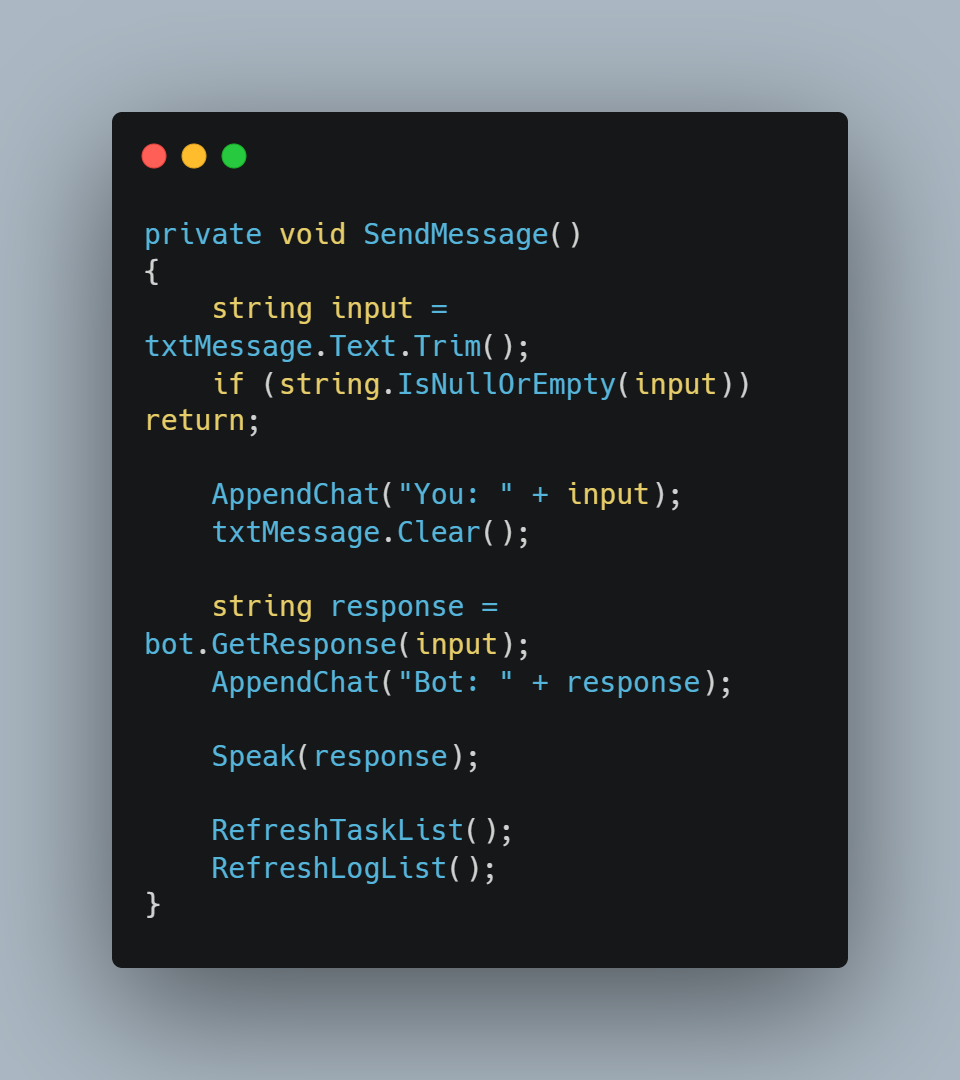 private void SendMessage()
{
    string input =
txtMessage.Text.Trim();
    if (string.IsNullOrEmpty(input))
return;

    AppendChat("You: " + input);
    txtMessage.Clear();

    string response =
bot.GetResponse(input);
    AppendChat("Bot: " + response);

    Speak(response);

    RefreshTaskList();
    RefreshLogList();
}